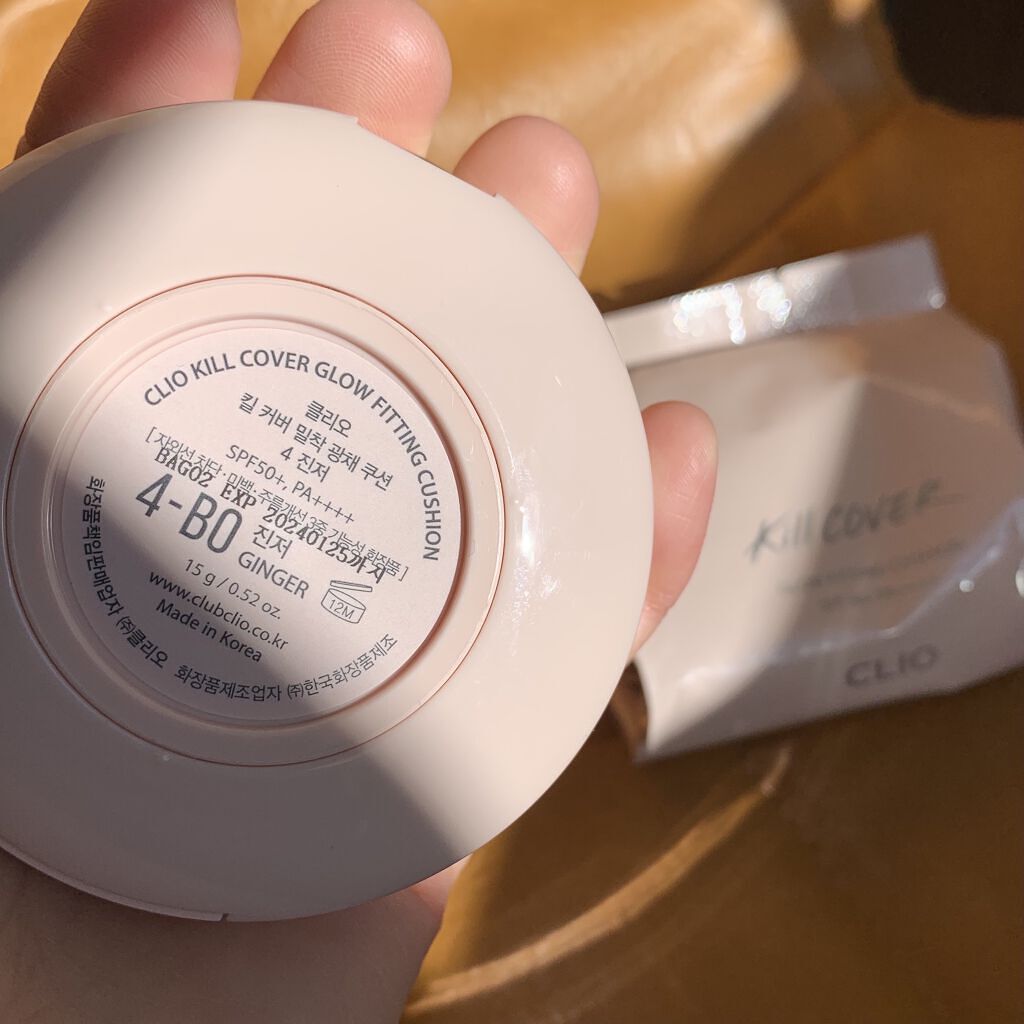 CLIO KILL COVER GLOW FITTING CUSHION
클리오
킬 커버 밀착 광채 쿠션
4 진저
SPF50+, PA++++
[ 자외선 차단·미백·주름개선 3중 기능성 화장품 ]
BAG02 EXP 20240125까지
4-BO 진저
GINGER
15 g / 0.52 oz.
12M
www.clubclio.co.kr
Made in Korea
화장품책임판매업자 ㈜클리오 화장품제조업자 ㈜한국화장품제조
Kill COVER
CLIO